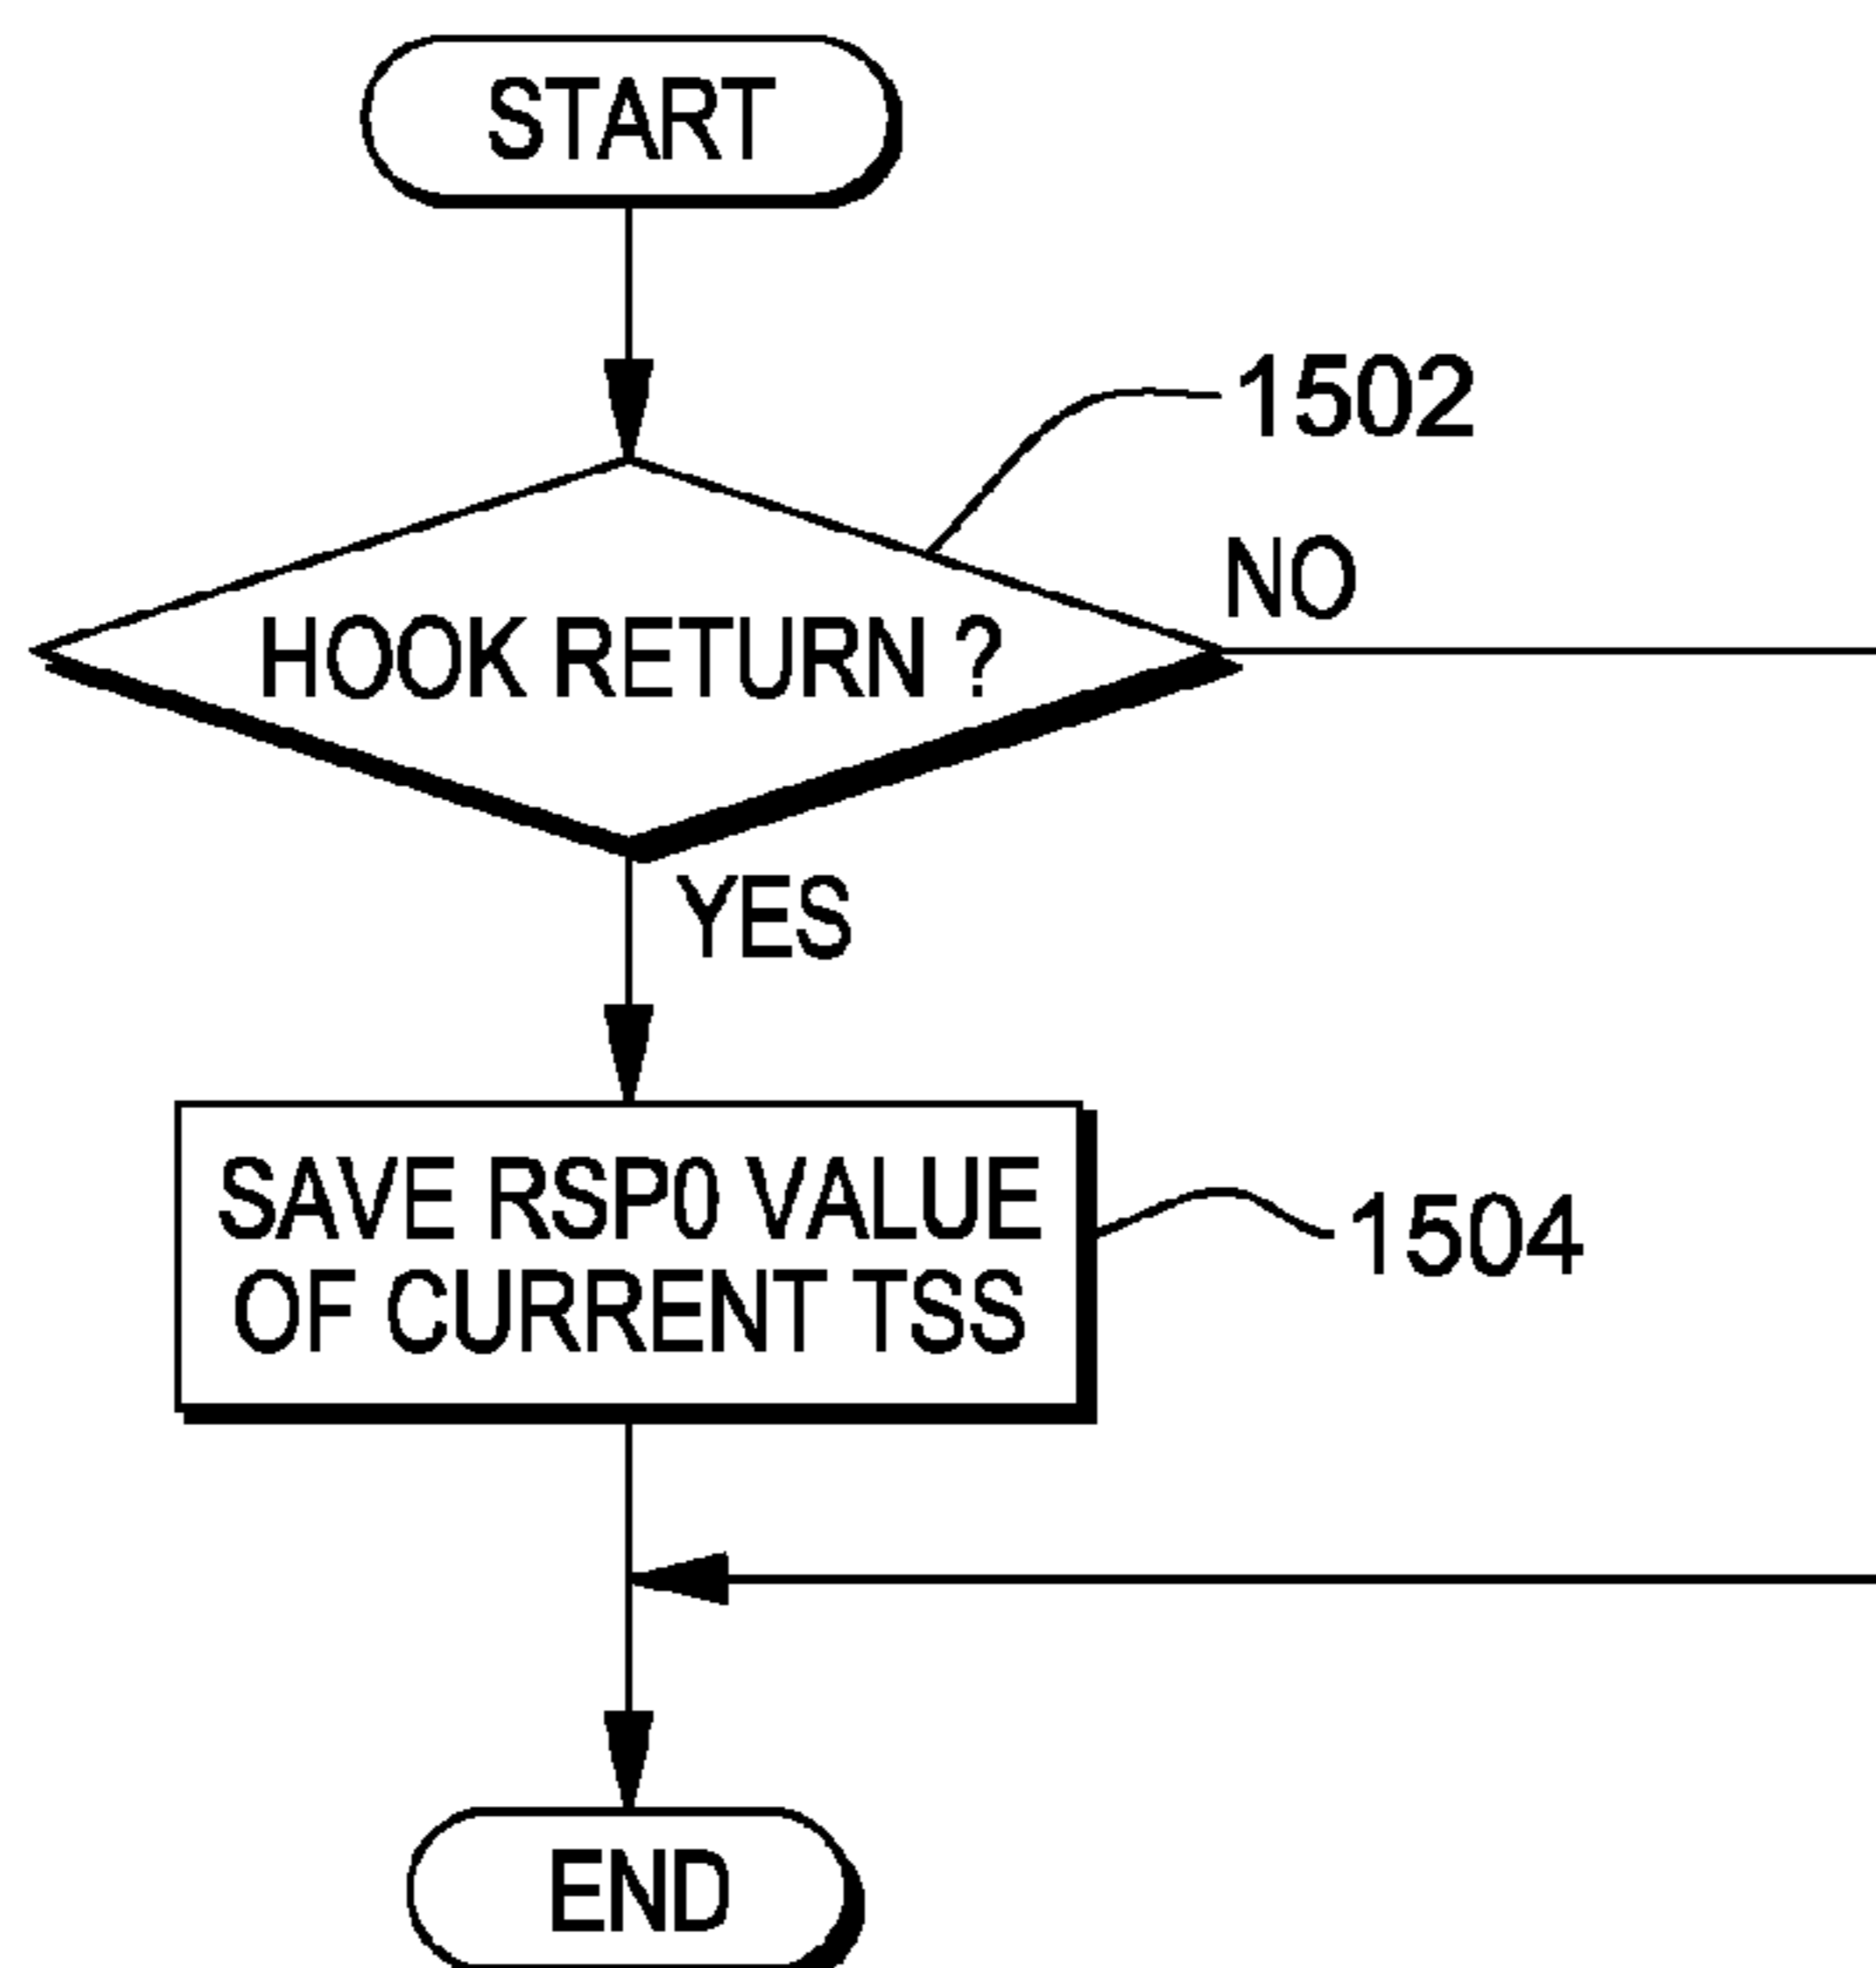 START
1502
NO
HOOK RETURN ?
YES
SAVE RSP0 VALUE
OF CURRENT TSS
1504
END